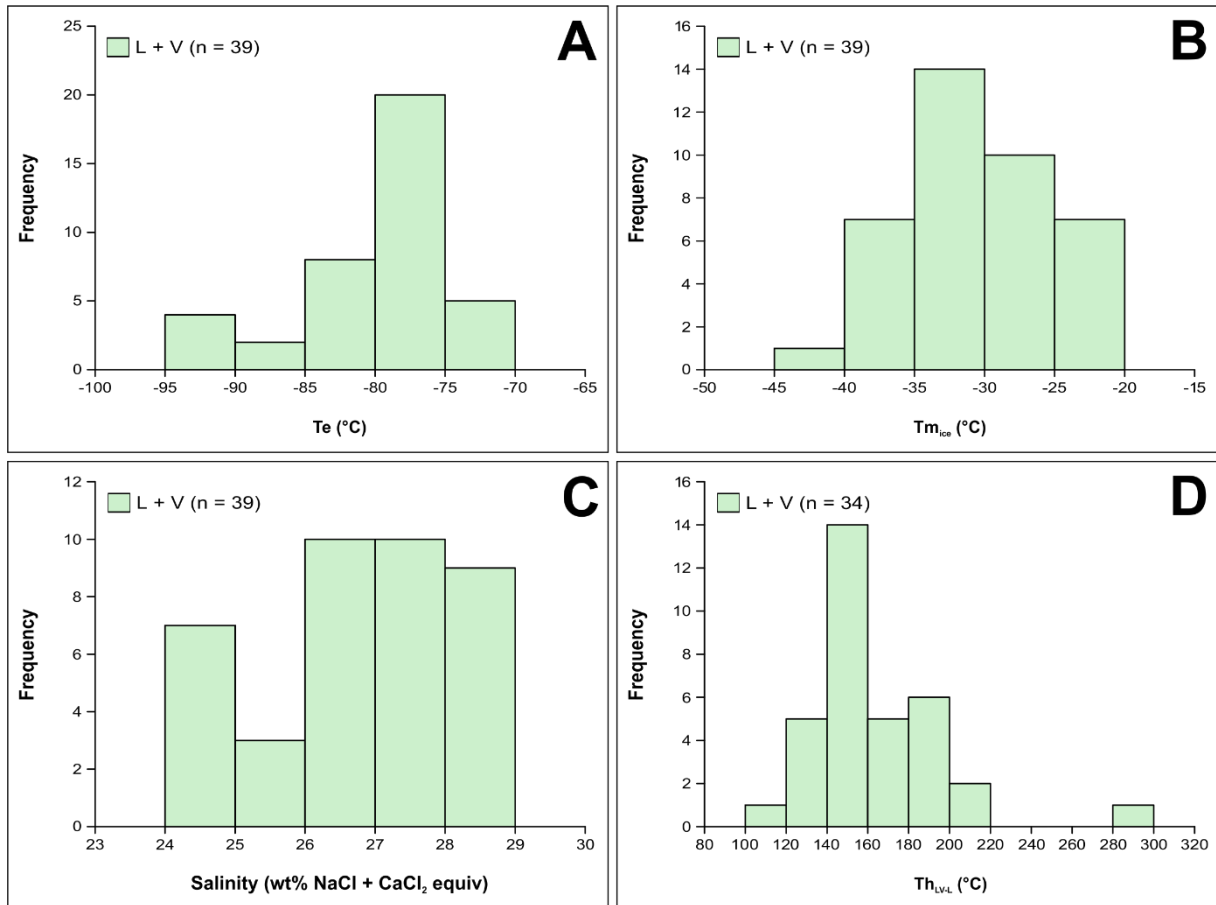 A
L + V (n = 39)
Frequency
25
20
15
10
5
0
-100 -95 -90 -85 -80 -75 -70 -65
Te (°C)
B
L + V (n = 39)
Frequency
16
14
12
10
8
6
4
2
0
-50 -45 -40 -35 -30 -25 -20 -15
Tmice (°C)
C
L + V (n = 39)
Frequency
12
10
8
6
4
2
0
23 24 25 26 27 28 29 30
Salinity (wt% NaCl + CaCl₂ equiv)
D
L + V (n = 34)
Frequency
16
14
12
10
8
6
4
2
0
80 100 120 140 160 180 200 220 240 260 280 300 320
ThLV-L (°C)